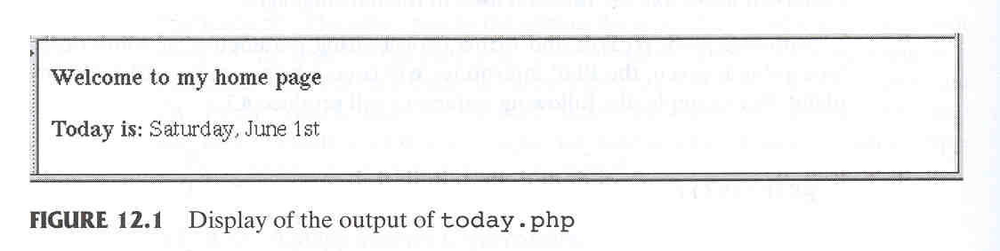 Welcome to my home page
Today is: Saturday, June 1st
FIGURE 12.1 Display of the output of today.php